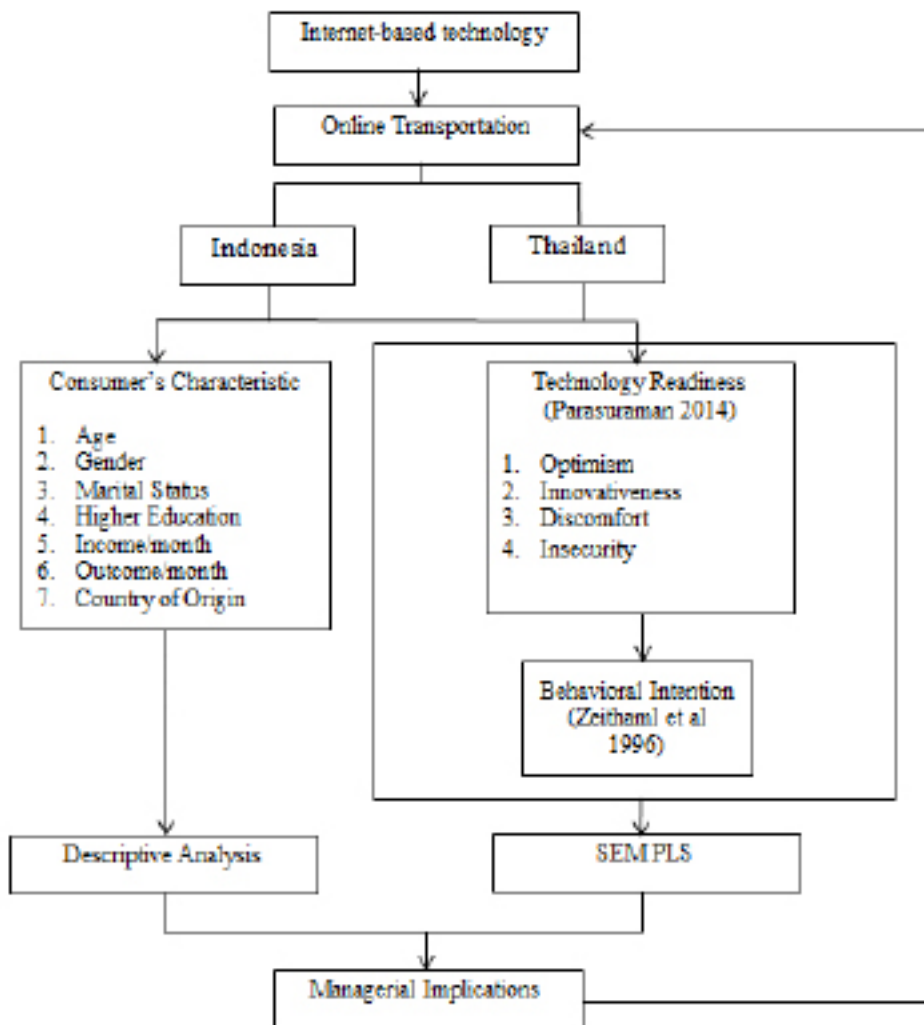 Internet-based technology
Online Transportation
Indonesia
Thailand
Consumer's Characteristic
1. Age
2. Gender
3. Marital Status
4. Higher Education
5. Income/month
6. Outcome/month
7. Country of Origin
Technology Readiness
(Parasuraman 2014)
1. Optimism
2. Innovativeness
3. Discomfort
4. Insecurity
Behavioral Intention
(Zeithaml et al
1996)
Descriptive Analysis
SEM PLS
Managerial Implications